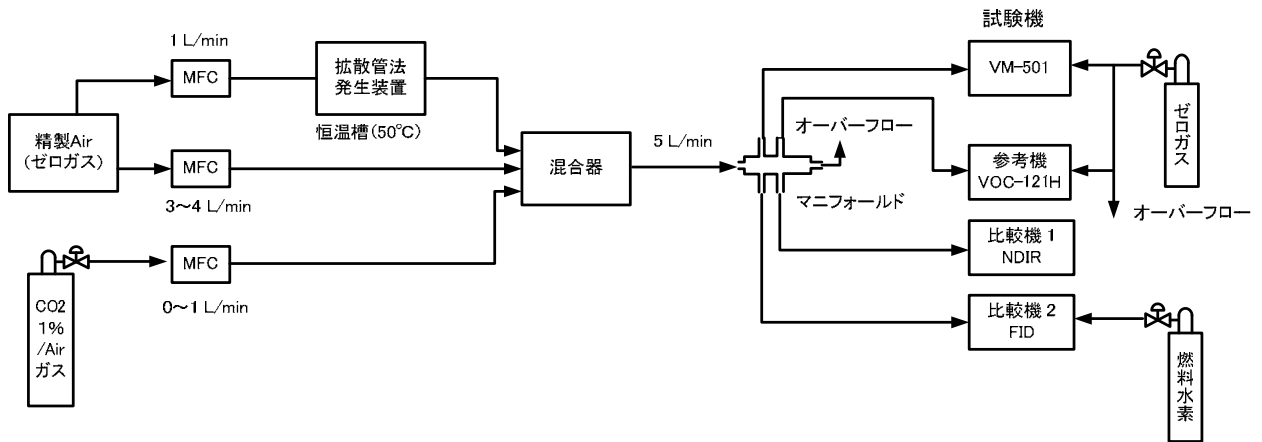 試験機
1 L/min
MFC
拡散管法
発生装置
恒温槽(50℃)
精製Air
(ゼロガス)
MFC
3～4 L/min
混合器
5 L/min
オーバーフロー
マニフォールド
VM-501
ゼロガス
参考機
VOC-121H
オーバーフロー
比較機1
NDIR
比較機2
FID
燃料水素
MFC
0～1 L/min
CO2
1%
/Air
ガス